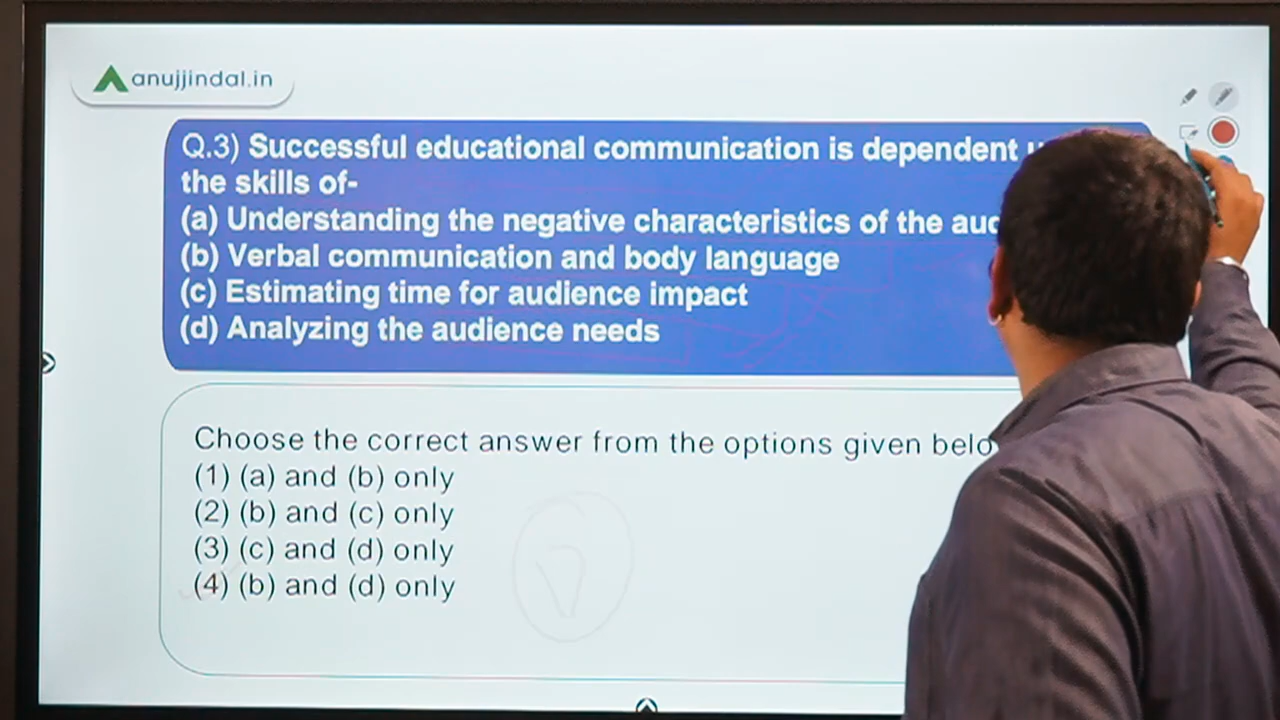 anujjindal.in
Q.3) Successful educational communication is dependent
the skills of-
(a) Understanding the negative characteristics of the
(b) Verbal communication and body language
(c) Estimating time for audience impact
(d) Analyzing the audience needs
Choose the correct answer from the options given
(1) (a) and (b) only
(2) (b) and (c) only
(3) (c) and (d) only
(4) (b) and (d) only